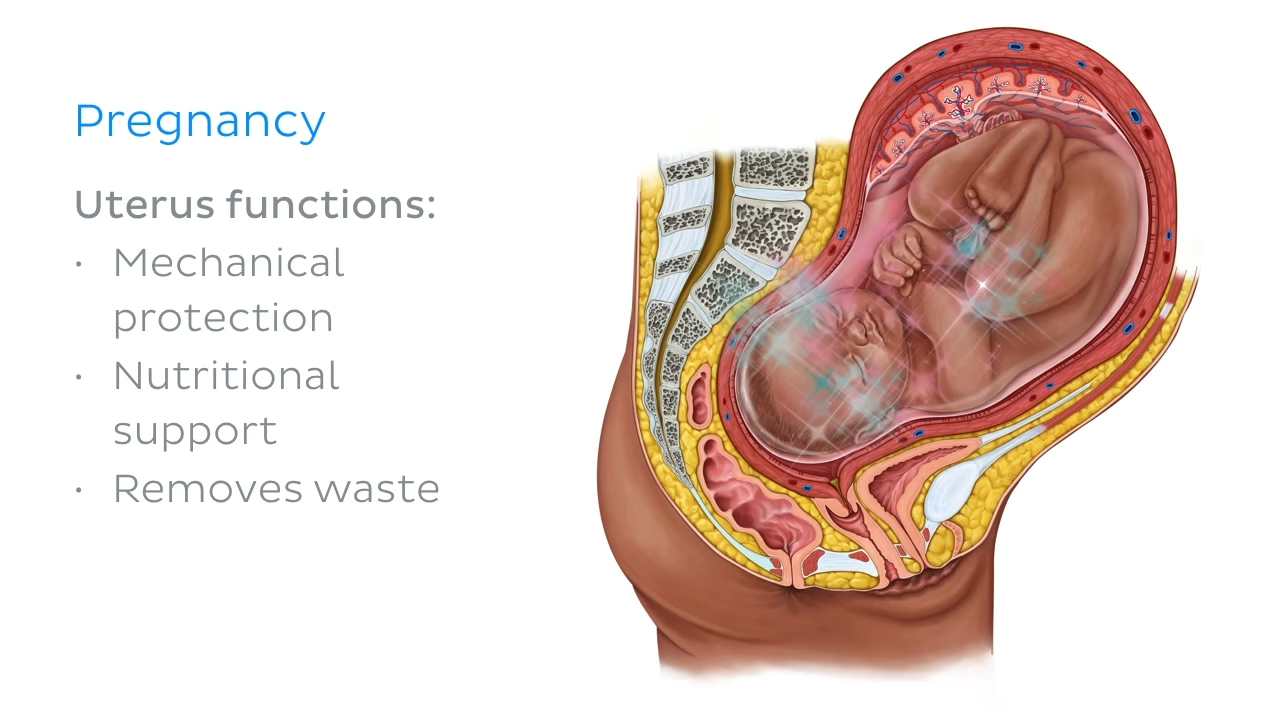 Pregnancy
Uterus functions:
• Mechanical
protection
• Nutritional
support
• Removes waste